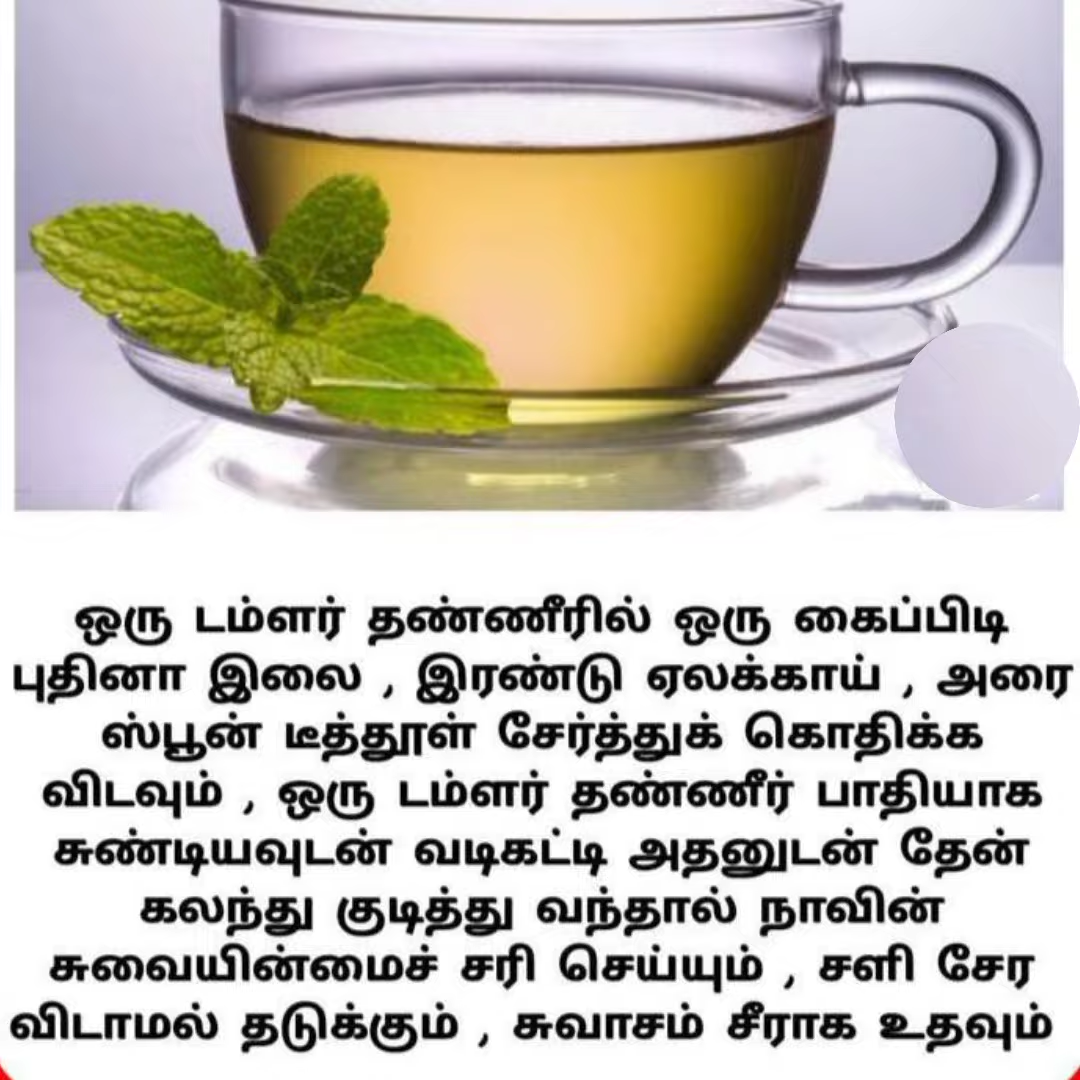 ஒரு டம்ளர் தண்ணீரில் ஒரு கைப்பிடி
புதினா இலை , இரண்டு ஏலக்காய் , அரை
ஸ்பூன் டீத்தூள் சேர்த்துக் கொதிக்க
விடவும் , ஒரு டம்ளர் தண்ணீர் பாதியாக
சுண்டியவுடன் வடிகட்டி அதனுடன் தேன்
கலந்து குடித்து வந்தால் நாவின்
சுவையின்மைச் சரி செய்யும் , சளி சேர
விடாமல் தடுக்கும் , சுவாசம் சீராக உதவும்